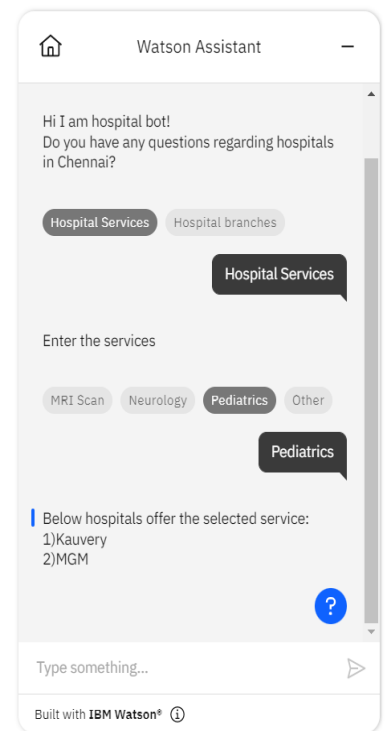 Watson Assistant
Hi I am hospital bot!
Do you have any questions regarding hospitals
in Chennai?
Hospital Services Hospital branches
Hospital Services
Enter the services
MRI Scan Neurology Pediatrics Other
Pediatrics
Below hospitals offer the selected service:
1)Kauvery
2)MGM
?
Type something...
Built with IBM Watson®